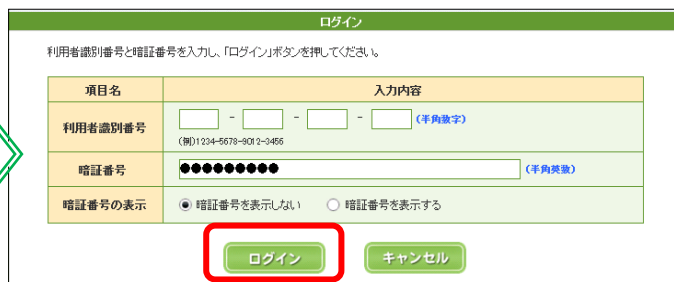 ログイン
利用者識別番号と暗証番号を入力し、「ログイン」ボタンを押してください。
項目名 入力内容
利用者識別番号 - - - (半角数字)
(例)1234-5678-9012-3456
暗証番号 ●●●●●●●●● (半角英数)
暗証番号の表示 暗証番号を表示しない 暗証番号を表示する
ログイン キャンセル